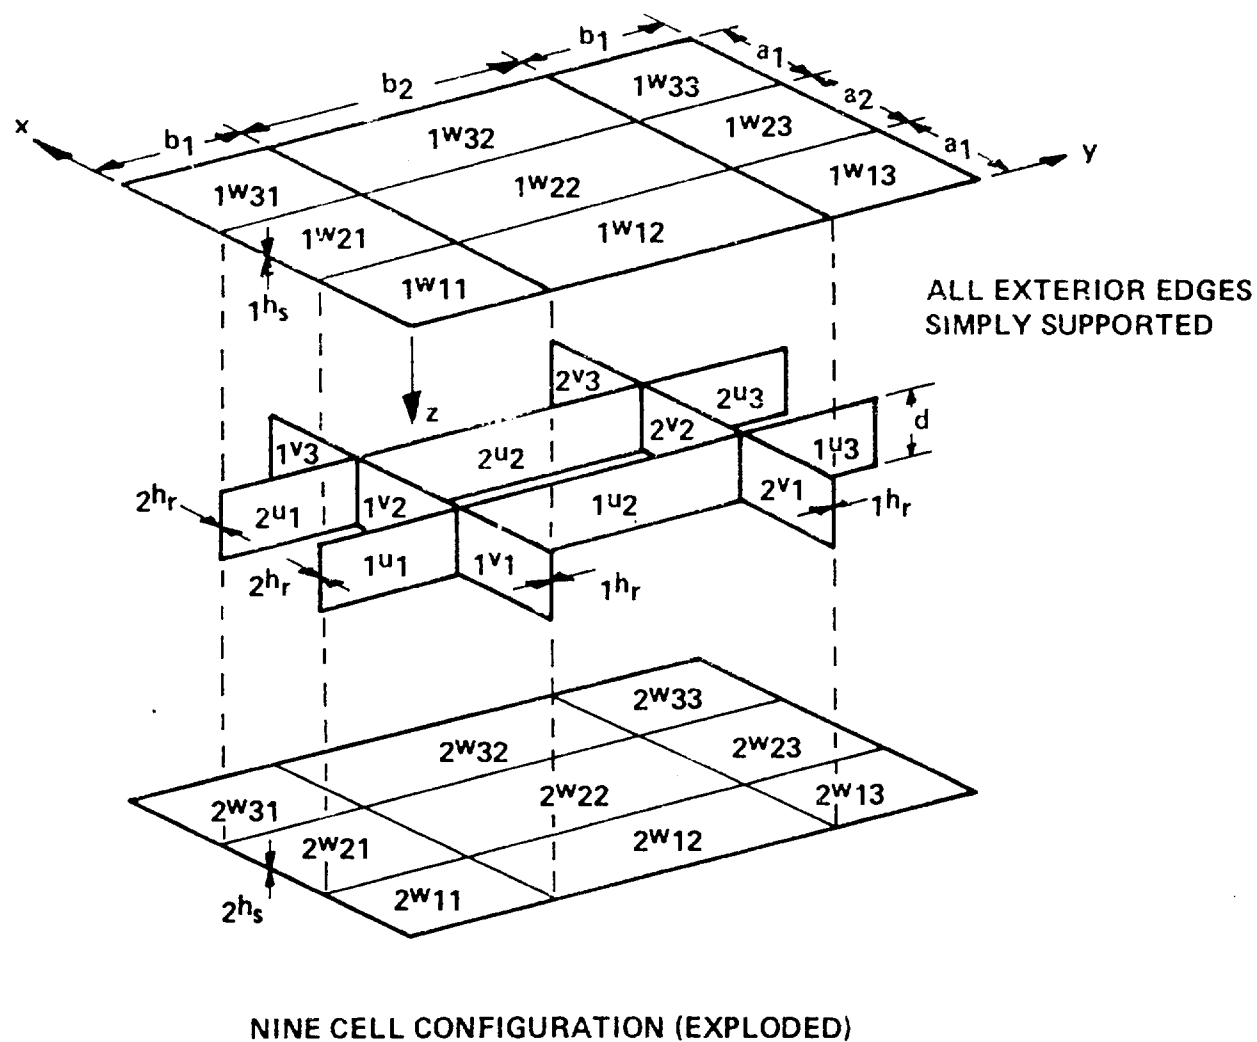 b1
b2
b1
a1
a2
a1
x
y
1w33
1w32
1w23
1w31
1w22
1w13
1w21
1w12
1w11
1hs
ALL EXTERIOR EDGES
SIMPLY SUPPORTED
z
2v3
2u3
d
1v3
2v2
1u3
2u2
2hr
2u1
1v2
1u2
2v1
1hr
2hr
1u1
1v1
1hr
2w33
2w32
2w23
2w31
2w22
2w13
2w21
2w12
2w11
2hs
NINE CELL CONFIGURATION (EXPLODED)